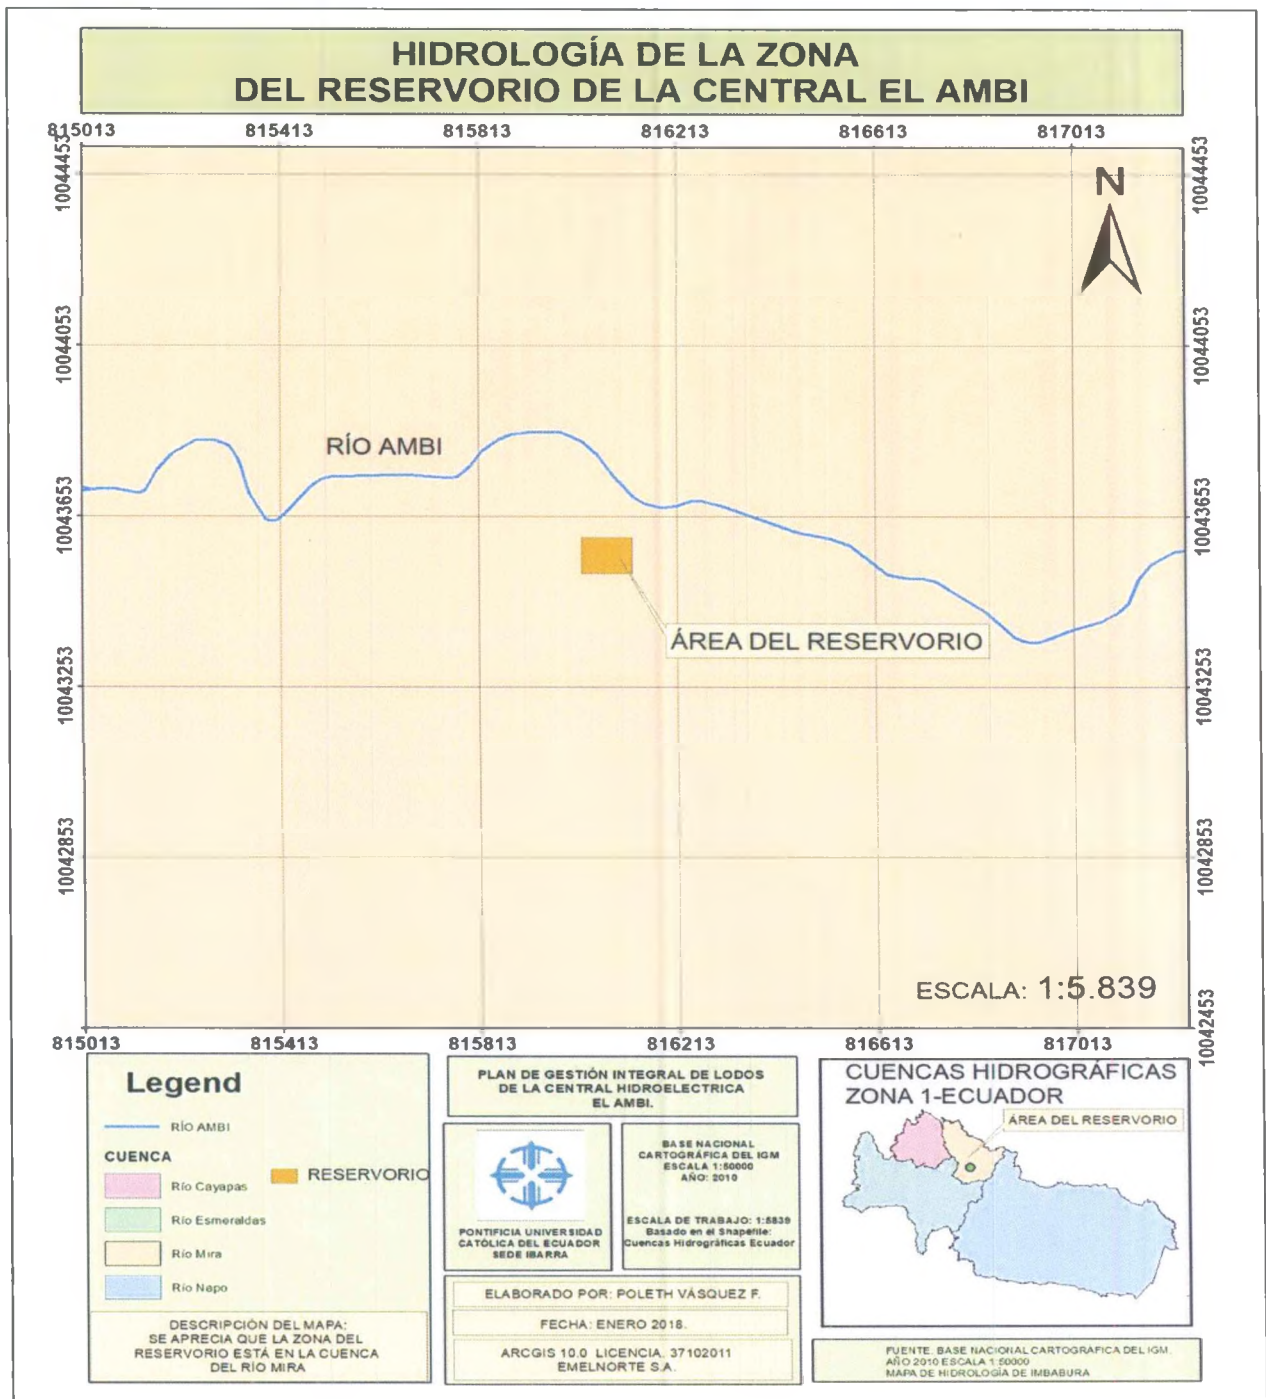 HIDROLOGÍA DE LA ZONA
DEL RESERVORIO DE LA CENTRAL EL AMBI
815013 815413 815813 816213 816613 817013
10044453
10044453
N
10044053
10044053
RÍO AMBI
10043653
10043653
ÁREA DEL RESERVORIO
10043253
10043253
10042853
10042853
ESCALA: 1:5.839
10042453
815013 815413 815813 816213 816613 817013
Legend
RÍO AMBI
CUENCA
Río Cayapas
RESERVORIO
Río Esmeraldas
Río Mira
Río Napo
DESCRIPCIÓN DEL MAPA:
SE APRECIA QUE LA ZONA DEL
RESERVORIO ESTÁ EN LA CUENCA
DEL RÍO MIRA
PLAN DE GESTIÓN INTEGRAL DE LODOS
DE LA CENTRAL HIDROELECTRICA
EL AMBI.
PONTIFICIA UNIVERSIDAD
CATÓLICA DEL ECUADOR
SEDE IBARRA
BASE NACIONAL
CARTOGRÁFICA DEL IGM
ESCALA 1:50000
AÑO: 2010
ESCALA DE TRABAJO: 1:5839
Basado en el Shapefile:
Cuencas Hidrográficas Ecuador
ELABORADO POR: POLETH VÁSQUEZ F.
FECHA: ENERO 2018.
ARCGIS 10.0 LICENCIA. 37102011
EMELNORTE S.A.
CUENCAS HIDROGRÁFICAS
ZONA 1-ECUADOR
ÁREA DEL RESERVORIO
FUENTE. BASE NACIONAL CARTOGRAFICA DEL IGM.
AÑO 2010 ESCALA 1:50000
MAPA DE HIDROLOGÍA DE IMBABURA